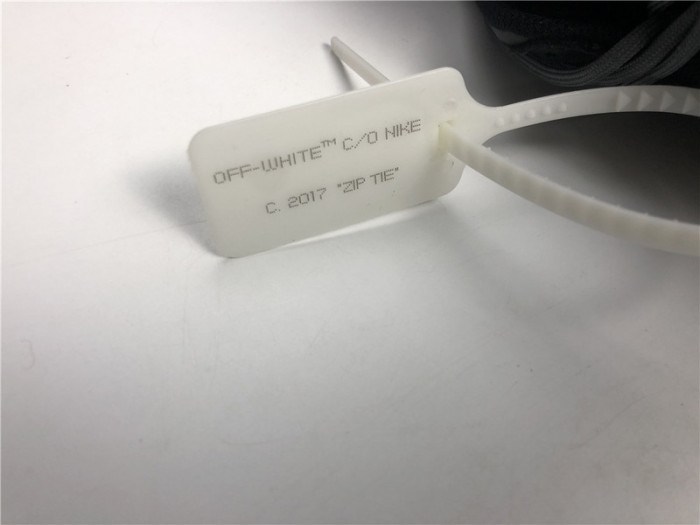 OFF-WHITE™ C/O NIKE
C. 2017 "ZIP TIE"